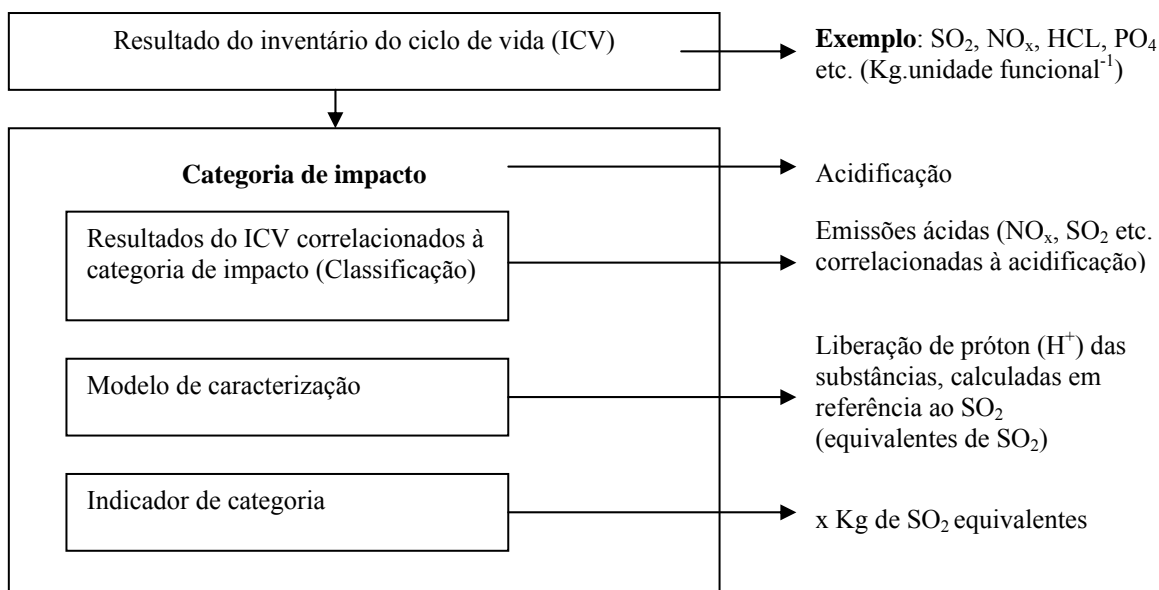 Resultado do inventário do ciclo de vida (ICV)
Exemplo: SO₂, NOₓ, HCL, PO₄
etc. (Kg.unidade funcional⁻¹)
Categoria de impacto
Acidificação
Resultados do ICV correlacionados à
categoria de impacto (Classificação)
Emissões ácidas (NOₓ, SO₂ etc.
correlacionadas à acidificação)
Modelo de caracterização
Liberação de próton (H⁺) das
substâncias, calculadas em
referência ao SO₂
(equivalentes de SO₂)
Indicador de categoria
x Kg de SO₂ equivalentes